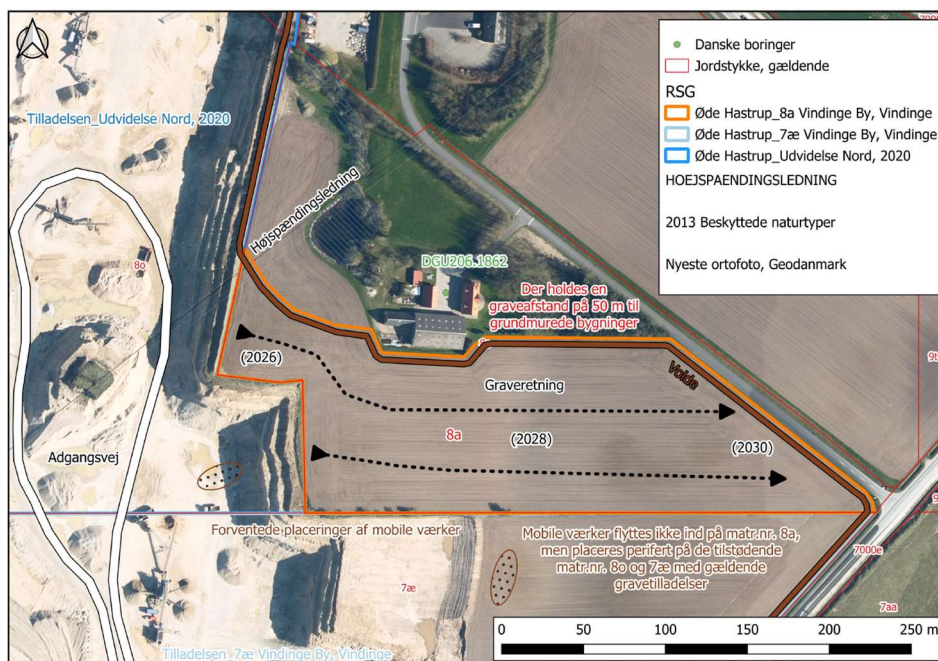 Danske boringer
Jordstykke, gældende
RSG
Øde Hastrup_8a Vindinge By, Vindinge
Øde Hastrup_7æ Vindinge By, Vindinge
Øde Hastrup_Udvidelse Nord, 2020
HOEJSPAENDINGSLEDNING
2013 Beskyttede naturtyper
Nyeste ortofoto, Geodanmark
Tilladelsen_Udvidelse Nord, 2020
Højspændingsledning
8o
DGU206.1862
Der holdes en
graveafstand på 50 m til
grundmurede bygninger
(2026)
Volde
Graveretning
8a
(2028)
(2030)
Adgangsvej
Forventede placeringer af mobile værker
Mobile værker flyttes ikke ind på matr.nr. 8a,
men placeres perifert på de tilstødende
matr.nr. 8o og 7æ med gældende
gravetilladelser
7000e
7æ
7aa
Tilladelsen_7æ Vindinge By, Vindinge
0 50 100 150 200 250 m